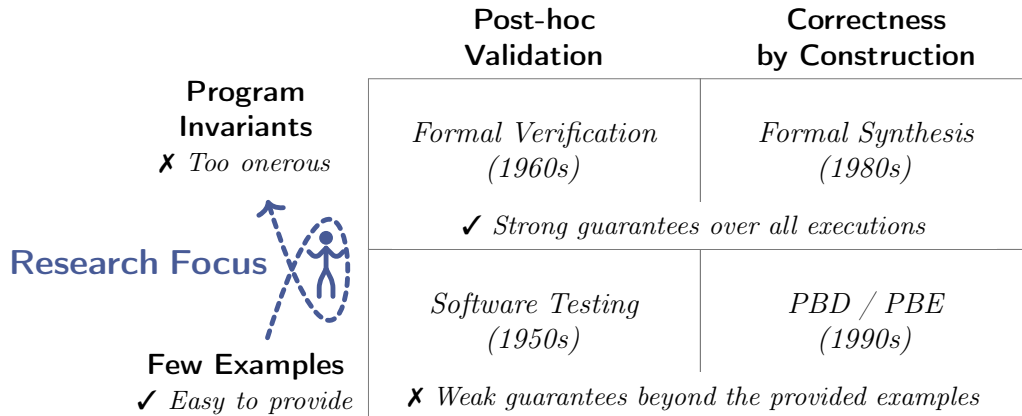 Post-hoc
Validation
Correctness
by Construction
Program
Invariants
✗ Too onerous
Formal Verification
(1960s)
Formal Synthesis
(1980s)
✓ Strong guarantees over all executions
Research Focus
Software Testing
(1950s)
PBD / PBE
(1990s)
Few Examples
✓ Easy to provide
✗ Weak guarantees beyond the provided examples